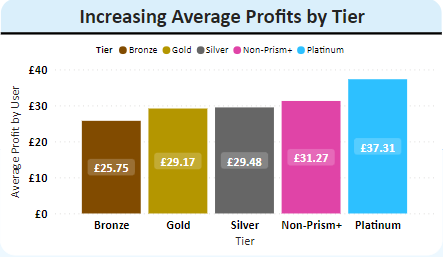 Increasing Average Profits by Tier
Tier Bronze Gold Silver Non-Prism+ Platinum
Average Profit by User
£40
£30
£20
£10
£0
£25.75
£29.17
£29.48
£31.27
£37.31
Bronze Gold Silver Non-Prism+ Platinum
Tier